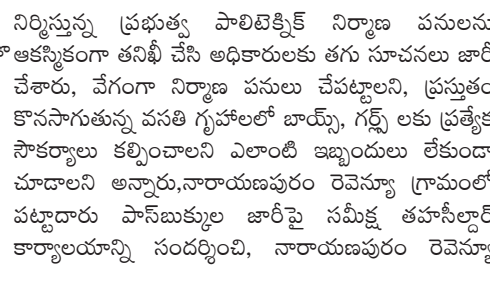 నిర్మిస్తున్న ప్రభుత్వ పాలిటెక్నిక్ నిర్మాణ పనులను
ఆకస్మికంగా తనిఖీ చేసి అధికారులకు తగు సూచనలు జారీ
చేశారు, వేగంగా నిర్మాణ పనులు చేపట్టాలని, ప్రస్తుతం
కొనసాగుతున్న వసతి గృహాలలో బాయ్స్, గర్ల్స్ లకు ప్రత్యేక
సౌకర్యాలు కల్పించాలని ఎలాంటి ఇబ్బందులు లేకుండా
చూడాలని అన్నారు,నారాయణపురం రెవెన్యూ గ్రామంలో
పట్టాదారు పాస్‌బుక్కుల జారీపై సమీక్ష తహసీల్దార్
కార్యాలయాన్ని సందర్శించి, నారాయణపురం రెవెన్యూ